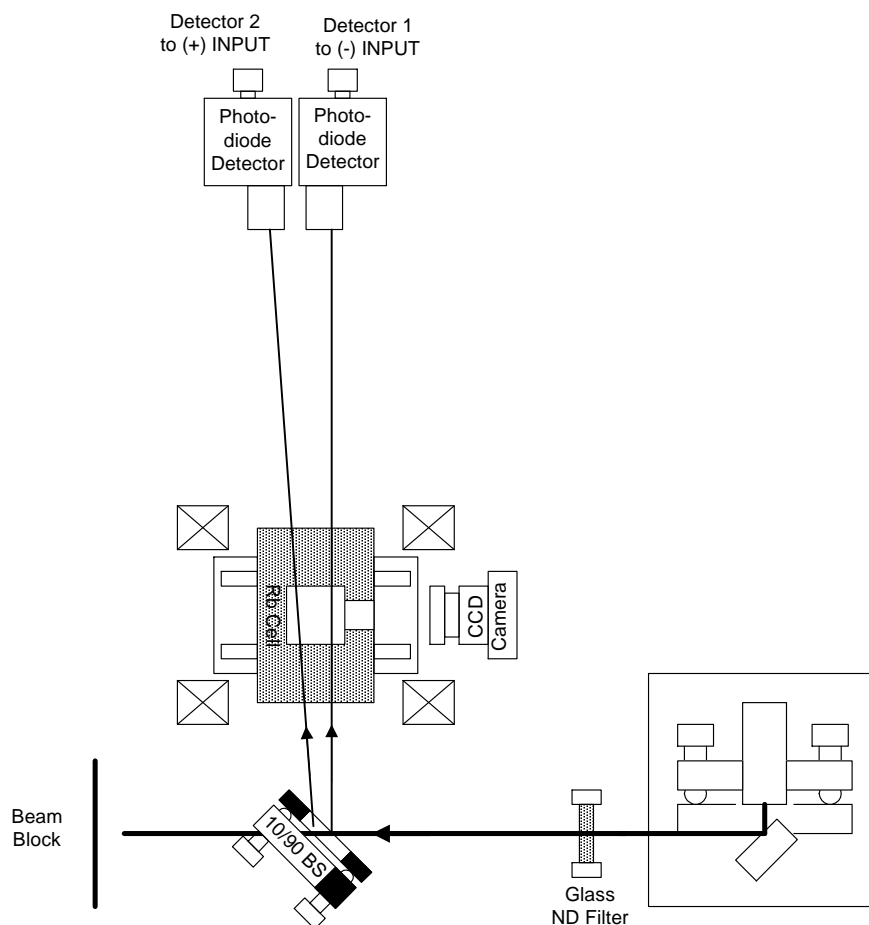 Detector 2
to (+) INPUT
Detector 1
to (-) INPUT
Photo-
diode
Detector
Photo-
diode
Detector
Rb Cell
CCD
Camera
Beam
Block
10/90 BS
Glass
ND Filter